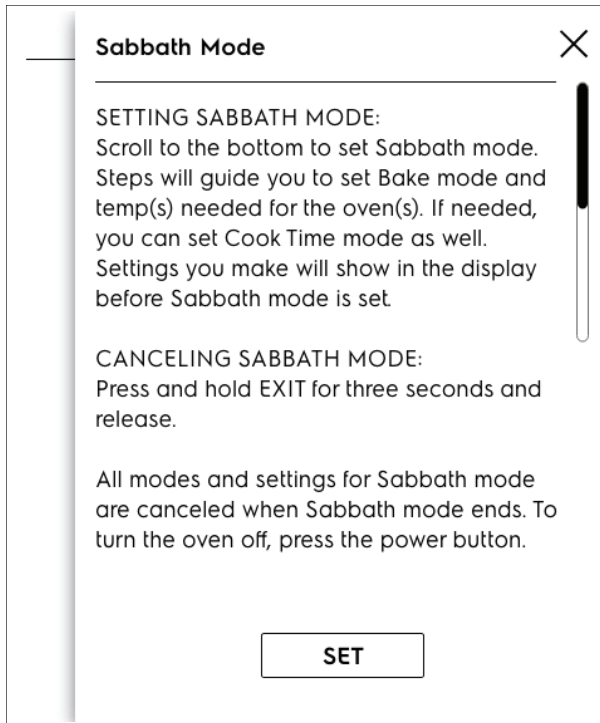 Sabbath Mode
SETTING SABBATH MODE:
Scroll to the bottom to set Sabbath mode.
Steps will guide you to set Bake mode and
temp(s) needed for the oven(s). If needed,
you can set Cook Time mode as well.
Settings you make will show in the display
before Sabbath mode is set.
CANCELING SABBATH MODE:
Press and hold EXIT for three seconds and
release.
All modes and settings for Sabbath mode
are canceled when Sabbath mode ends. To
turn the oven off, press the power button.
SET